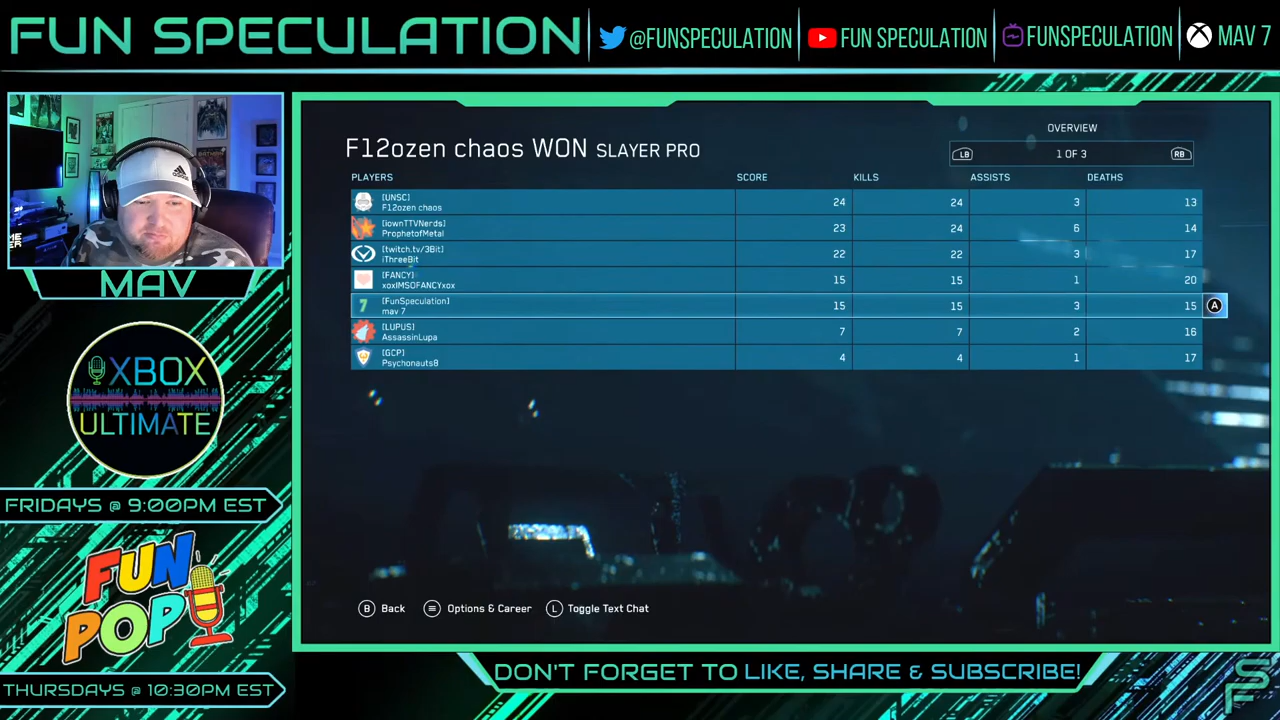 FUN SPECULATION
@FUNSPECULATION
FUN SPECULATION
FUNSPECULATION
MAV 7
MAV
XBOX
ULTIMATE
FRIDAYS @ 9:00PM EST
FUN
POP
THURSDAYS @ 10:30PM EST
F12ozen chaos WON SLAYER PRO
OVERVIEW
LB 1 OF 3 RB
PLAYERS SCORE KILLS ASSISTS DEATHS
[UNSC]
F12ozen chaos 24 24 3 13
[iownTTVNerds]
ProphetofMetal 23 24 6 14
[twitch.tv/3Bit]
iThreeBit 22 22 3 17
[FANCY]
xoxIMSOFANCYxox 15 15 1 20
7 [FunSpeculation]
mav 7 15 15 3 15 A
[LUPUS]
AssassinLupa 7 7 2 16
[GCP]
Psychonauts8 4 4 1 17
B Back Options & Career L Toggle Text Chat
DON'T FORGET TO LIKE, SHARE & SUBSCRIBE!
SF